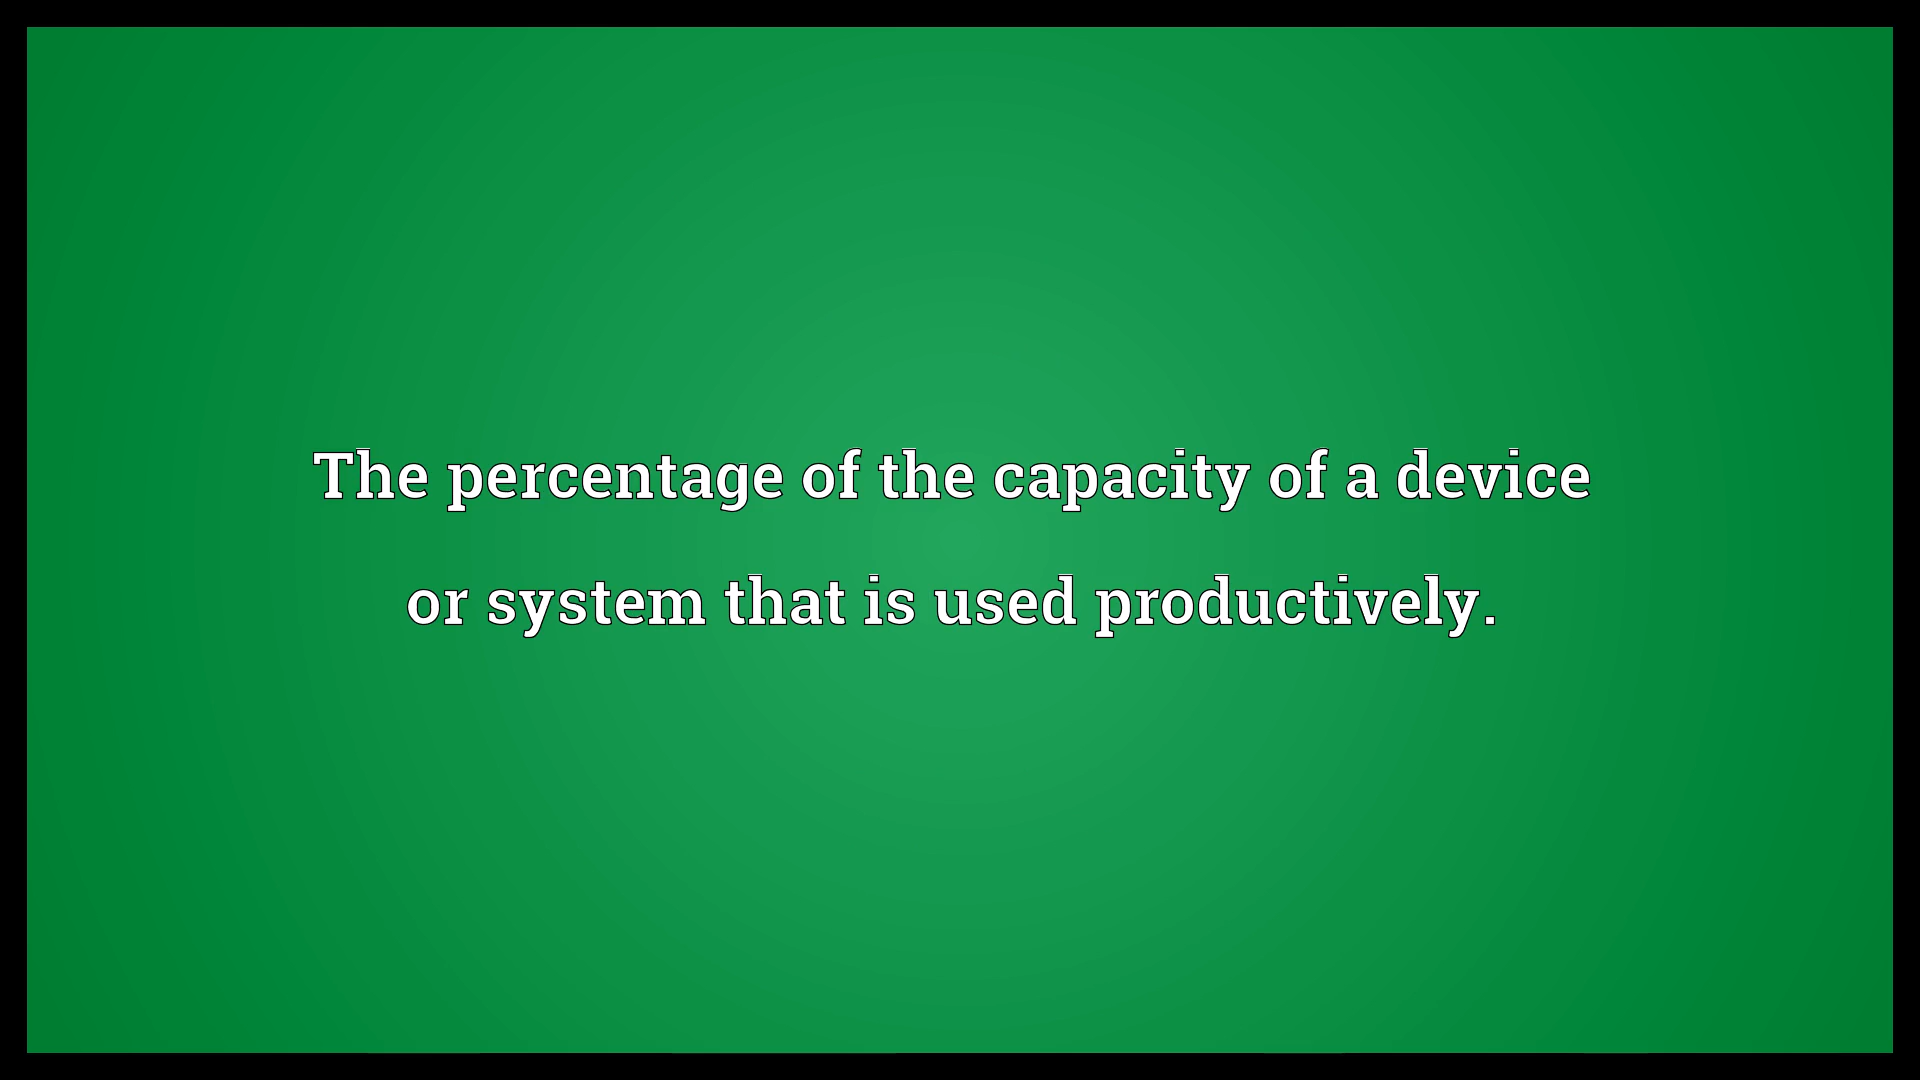 The percentage of the capacity of a device
or system that is used productively.